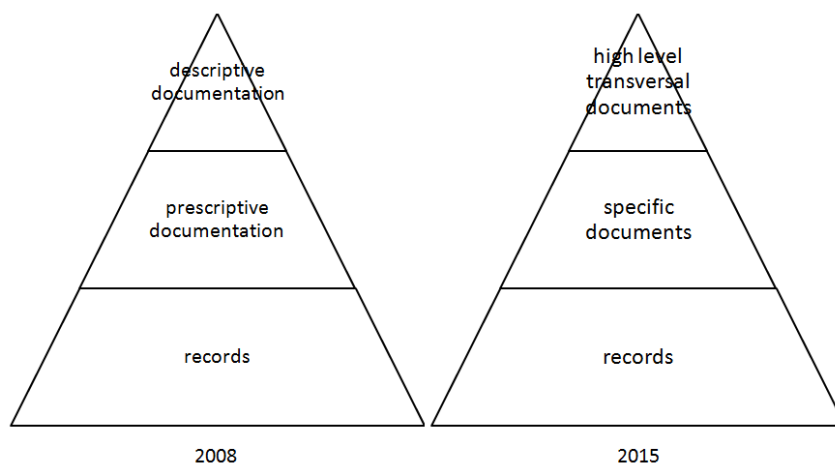 descriptive
documentation
prescriptive
documentation
records
2008
high level
transversal
documents
specific
documents
records
2015